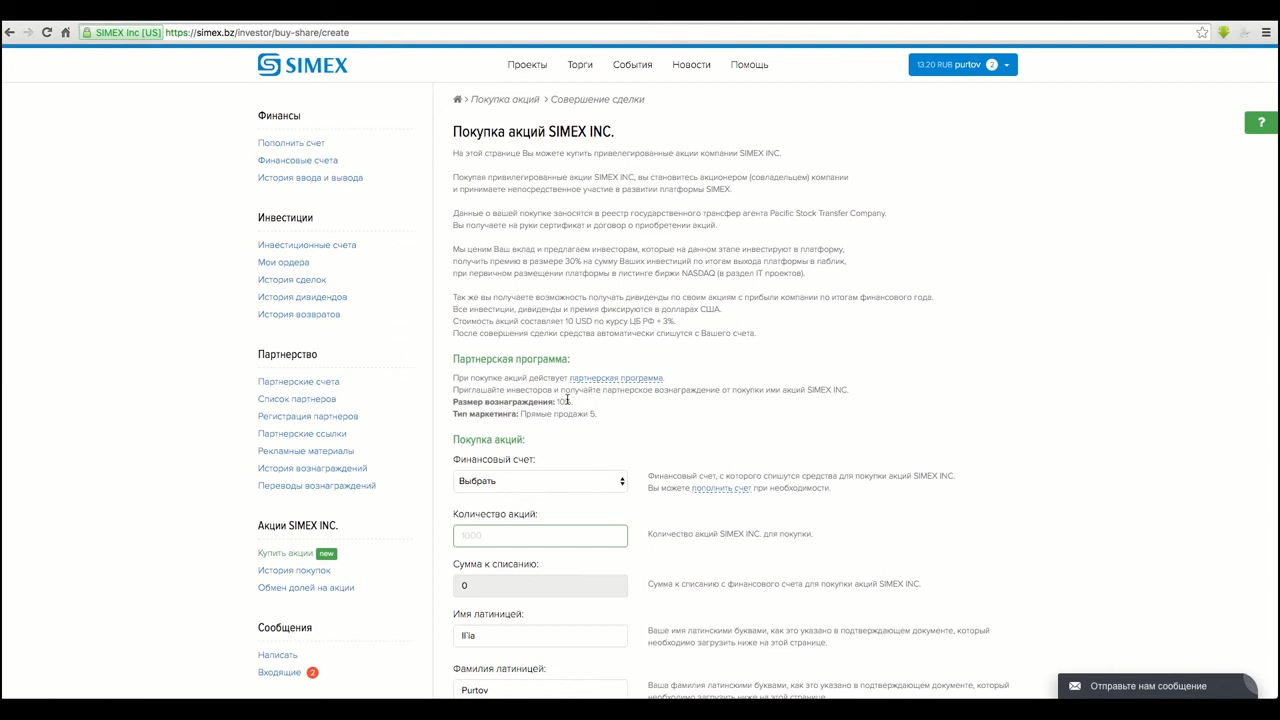 SIMEX Inc [US] https://simex.bz/investor/buy-share/create
SIMEX
Проекты Торги События Новости Помощь
13.20 RUB purtov 2
?
Финансы
Пополнить счет
Финансовые счета
История ввода и вывода
Инвестиции
Инвестиционные счета
Мои ордера
История сделок
История дивидендов
История возвратов
Партнерство
Партнерские счета
Список партнеров
Регистрация партнеров
Партнерские ссылки
Рекламные материалы
История вознаграждений
Переводы вознаграждений
Акции SIMEX INC.
Купить акции new
История покупок
Обмен долей на акции
Сообщения
Написать
Входящие 2
Покупка акций > Совершение сделки
Покупка акций SIMEX INC.
На этой странице Вы можете купить привелегированные акции компании SIMEX INC.
Покупая привилегированные акции SIMEX INC, вы становитесь акционером (совладельцем) компании
и принимаете непосредственное участие в развитии платформы SIMEX.
Данные о вашей покупке заносятся в реестр государственного трансфер агента Pacific Stock Transfer Company.
Вы получаете на руки сертификат и договор о приобретении акций.
Мы ценим Ваш вклад и предлагаем инвесторам, которые на данном этапе инвестируют в платформу,
получить премию в размере 30% на сумму Ваших инвестиций по итогам выхода платформы в паблик,
при первичном размещении платформы в листинге биржи NASDAQ (в раздел IT проектов).
Так же вы получаете возможность получать дивиденды по своим акциям с прибыли компании по итогам финансового года.
Все инвестиции, дивиденды и премия фиксируются в долларах США.
Стоимость акций составляет 10 USD по курсу ЦБ РФ + 3%.
После совершения сделки средства автоматически спишутся с Вашего счета.
Партнерская программа:
При покупке акций действует партнерская программа.
Приглашайте инвесторов и получайте партнерское вознаграждение от покупки ими акций SIMEX INC.
Размер вознаграждения: 10%.
Тип маркетинга: Прямые продажи 5.
Покупка акций:
Финансовый счет:
Выбрать
Финансовый счет, с которого спишутся средства для покупки акций SIMEX INC.
Вы можете пополнить счет при необходимости.
Количество акций:
1000
Количество акций SIMEX INC. для покупки.
Сумма к списанию:
0
Сумма к списанию с финансового счета для покупки акций SIMEX INC.
Имя латиницей:
Il`ia
Ваше имя латинскими буквами, как это указано в подтверждающем документе, который
необходимо загрузить ниже на этой странице.
Фамилия латиницей:
Purtov
Ваша фамилия латинскими буквами, как это указано в подтверждающем документе, который
необходимо загрузить ниже на этой странице.
Отправьте нам сообщение